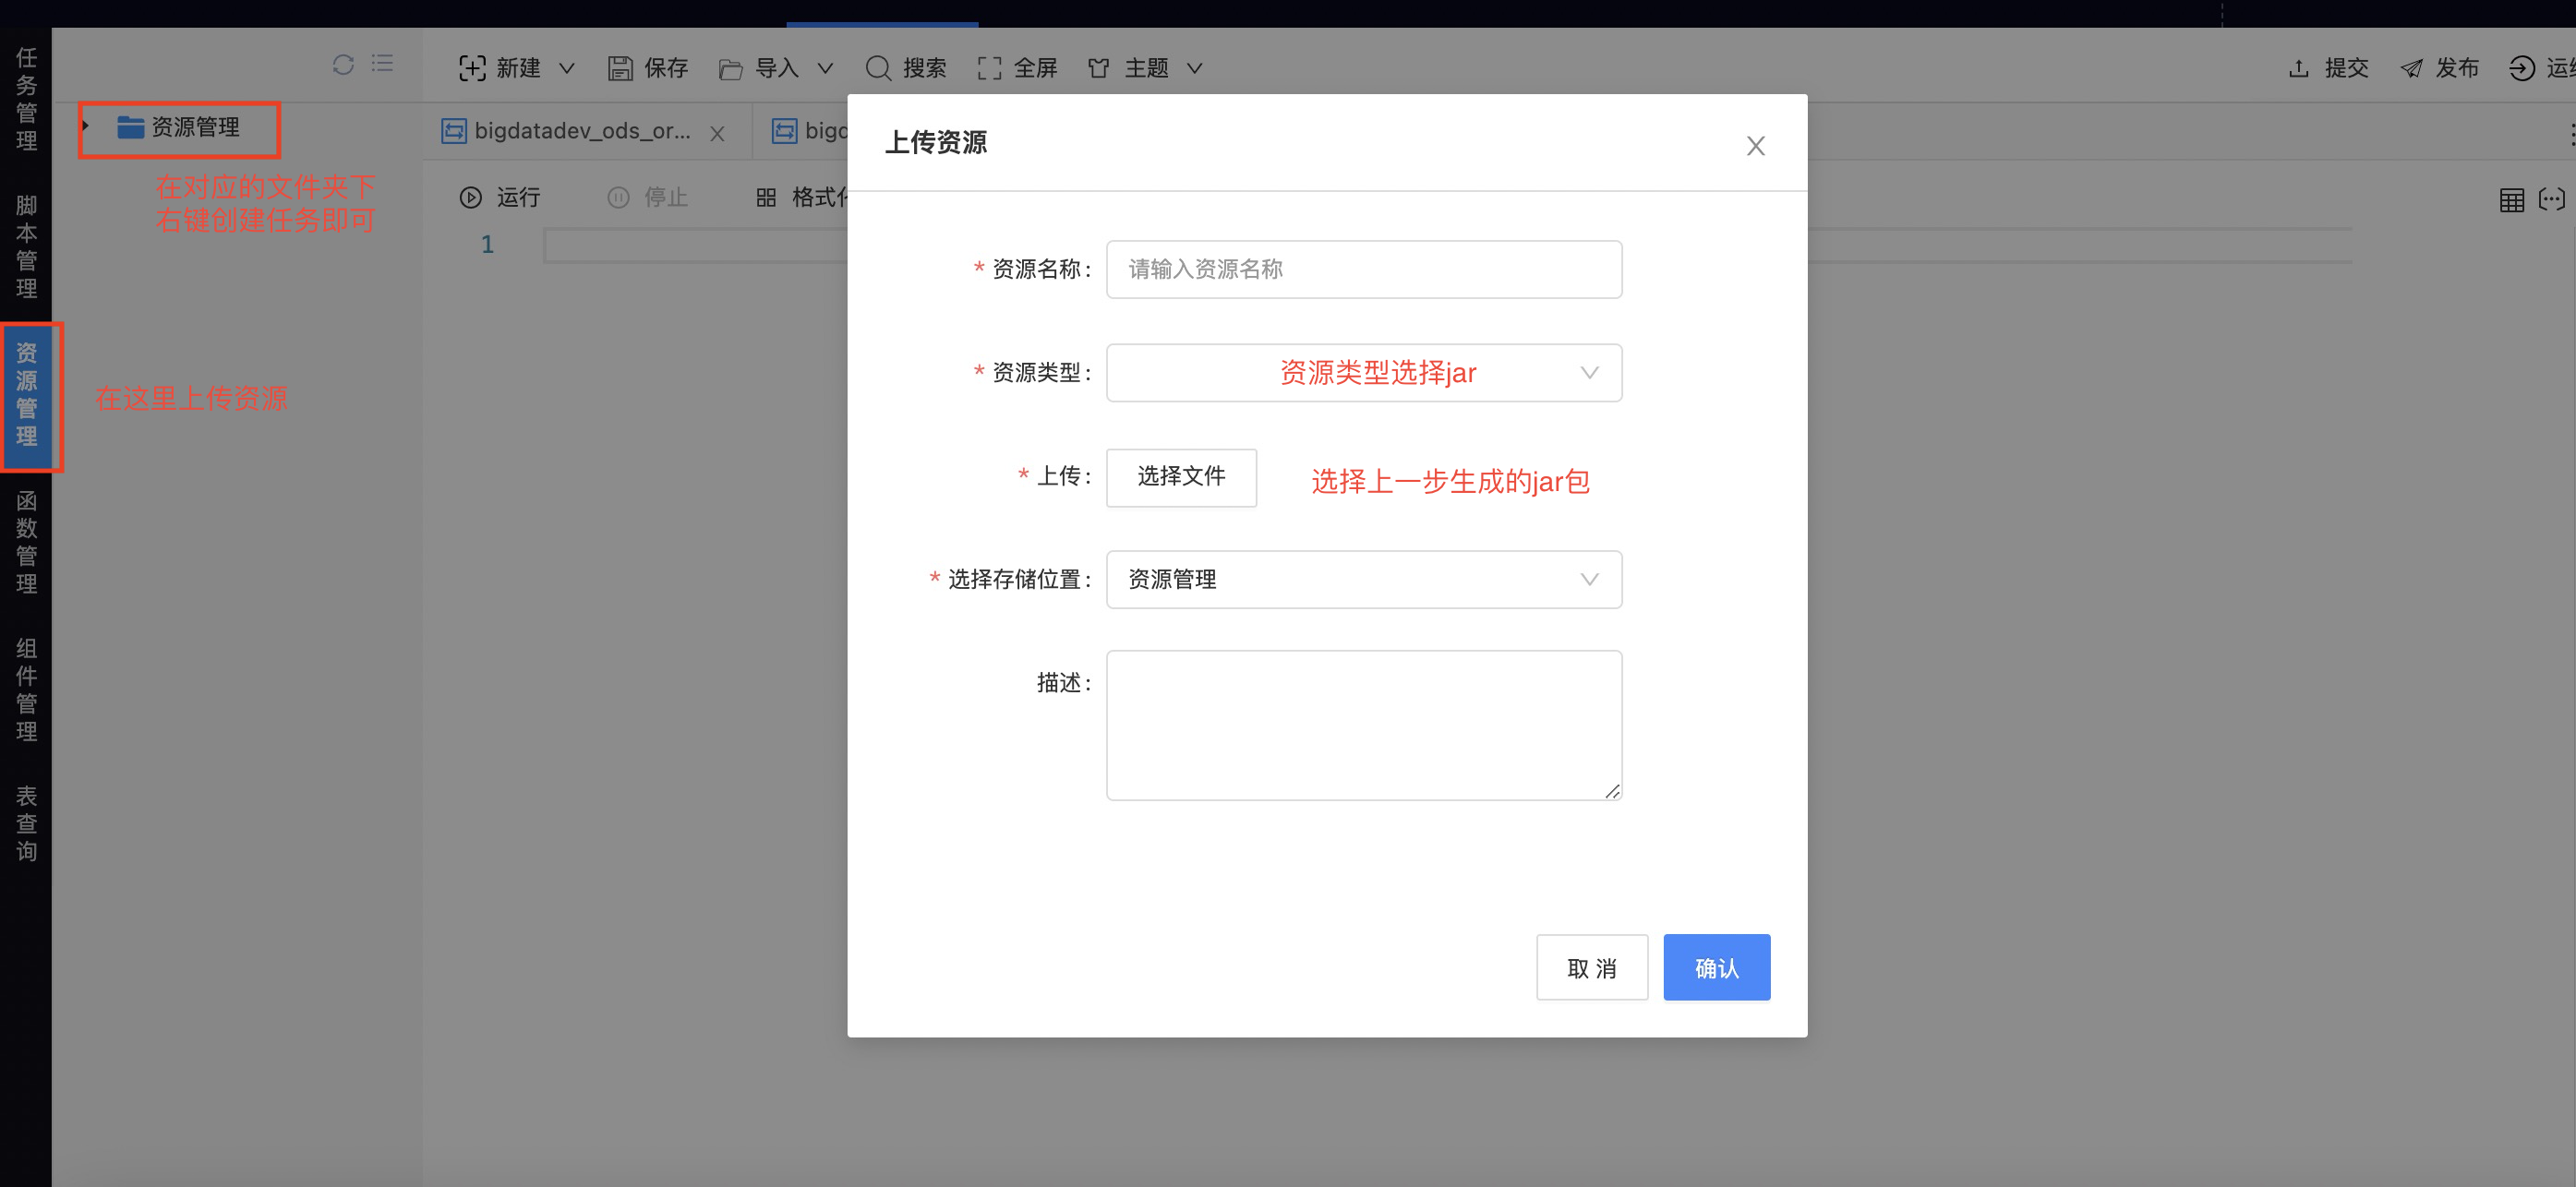 任务管理
脚本管理
资源管理
函数管理
组件管理
表查询
资源管理
在对应的文件夹下
右键创建任务即可
在这里上传资源
新建 保存 导入 搜索 全屏 主题 提交 发布
bigdatadev_ods_or... bigd
运行 停止 格式化
1
上传资源
* 资源名称: 请输入资源名称
* 资源类型: 资源类型选择jar
* 上传: 选择文件 选择上一步生成的jar包
* 选择存储位置: 资源管理
描述:
取 消 确认